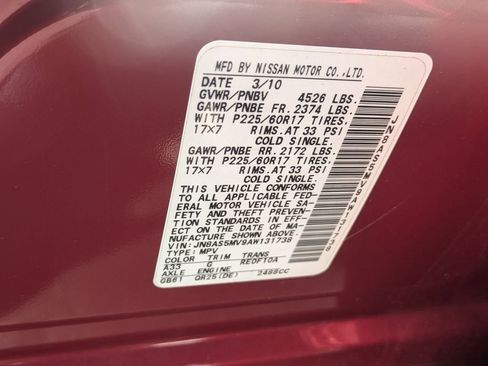 MFD BY NISSAN MOTOR CO.,LTD.
DATE 3/10
GVWR/PNBV 4526 LBS.
GAWR/PNBE FR. 2374 LBS.
WITH P225/60R17 TIRES.
17X7 RIMS.AT 33 PSI
COLD SINGLE.
GAWR/PNBE RR. 2172 LBS.
WITH P225/60R17 TIRES.
17X7 RIMS.AT 33 PSI
COLD SINGLE.
THIS VEHICLE CONFORMS
TO ALL APPLICABLE FED-
ERAL MOTOR VEHICLE SA-
FETY AND THEFT PREVEN-
TION STANDARDS IN EFF-
ECT ON THE DATE OF MA-
NUFACTURE SHOWN ABOVE.
VIN: JN8AS5MV9AW131738
TYPE: MPV
COLOR TRIM TRANS
A33 G RE0F10A
AXLE ENGINE
GB61 QR25(DE) 2488CC
JN8AS5MV9AW131738